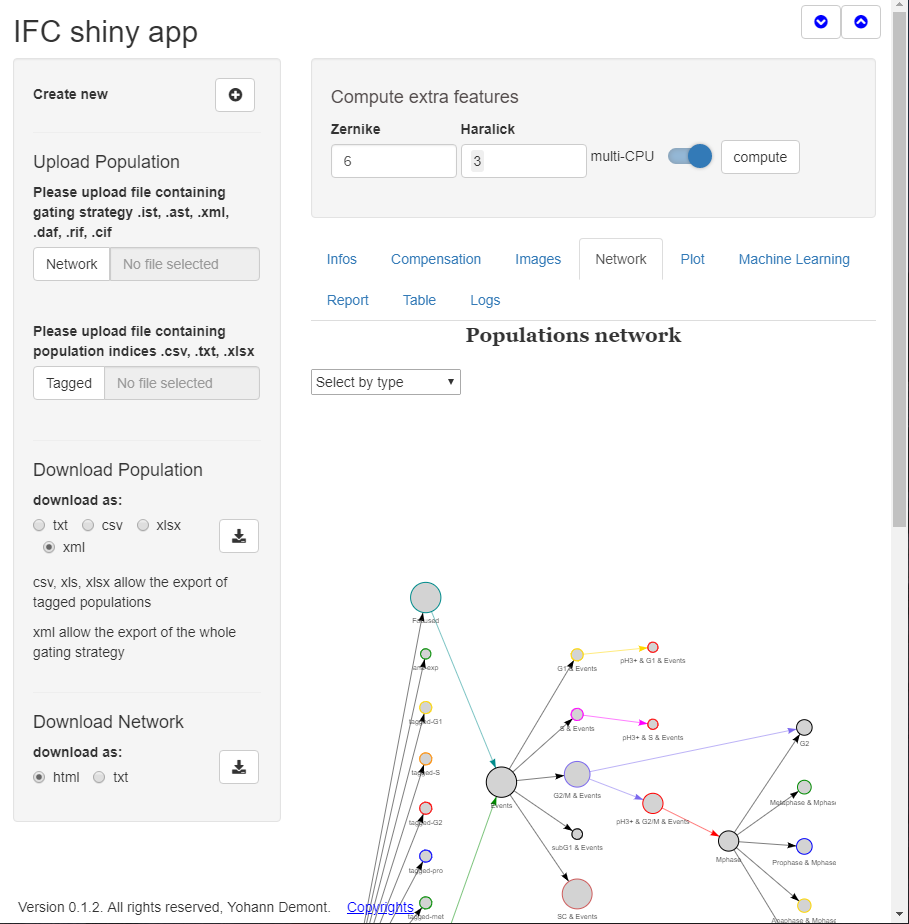 IFC shiny app
Create new
Upload Population
Please upload file containing
gating strategy .ist, .ast, .xml,
.daf, .rif, .cif
Network No file selected
Please upload file containing
population indices .csv, .txt, .xlsx
Tagged No file selected
Download Population
download as:
txt csv xlsx
xml
csv, xls, xlsx allow the export of
tagged populations
xml allow the export of the whole
gating strategy
Download Network
download as:
html txt
Compute extra features
Zernike Haralick
6 3 multi-CPU compute
Infos Compensation Images Network Plot Machine Learning
Report Table Logs
Populations network
Select by type
Focused
G1 & Events
pH3+ & G1 & Events
tagged-G1
S & Events
pH3+ & S & Events
G2
tagged-S
G2/M & Events
Events
Metaphase & Mphase
tagged-G2
pH3+ & G2/M & Events
subG1 & Events
Mphase
Prophase & Mphase
tagged-pro
tagged-met
SC & Events
Anaphase & Mphase
Version 0.1.2. All rights reserved, Yohann Demont. Copyrights